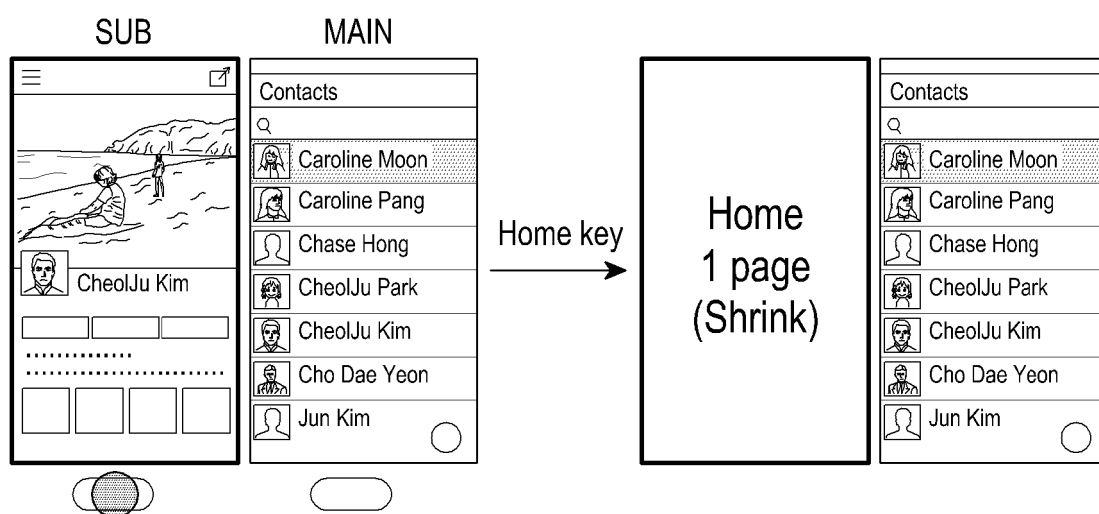 SUB
MAIN
CheolJu Kim
Contacts
Caroline Moon
Caroline Pang
Chase Hong
CheolJu Park
CheolJu Kim
Cho Dae Yeon
Jun Kim
Home key
Home
1 page
(Shrink)
Contacts
Caroline Moon
Caroline Pang
Chase Hong
CheolJu Park
CheolJu Kim
Cho Dae Yeon
Jun Kim